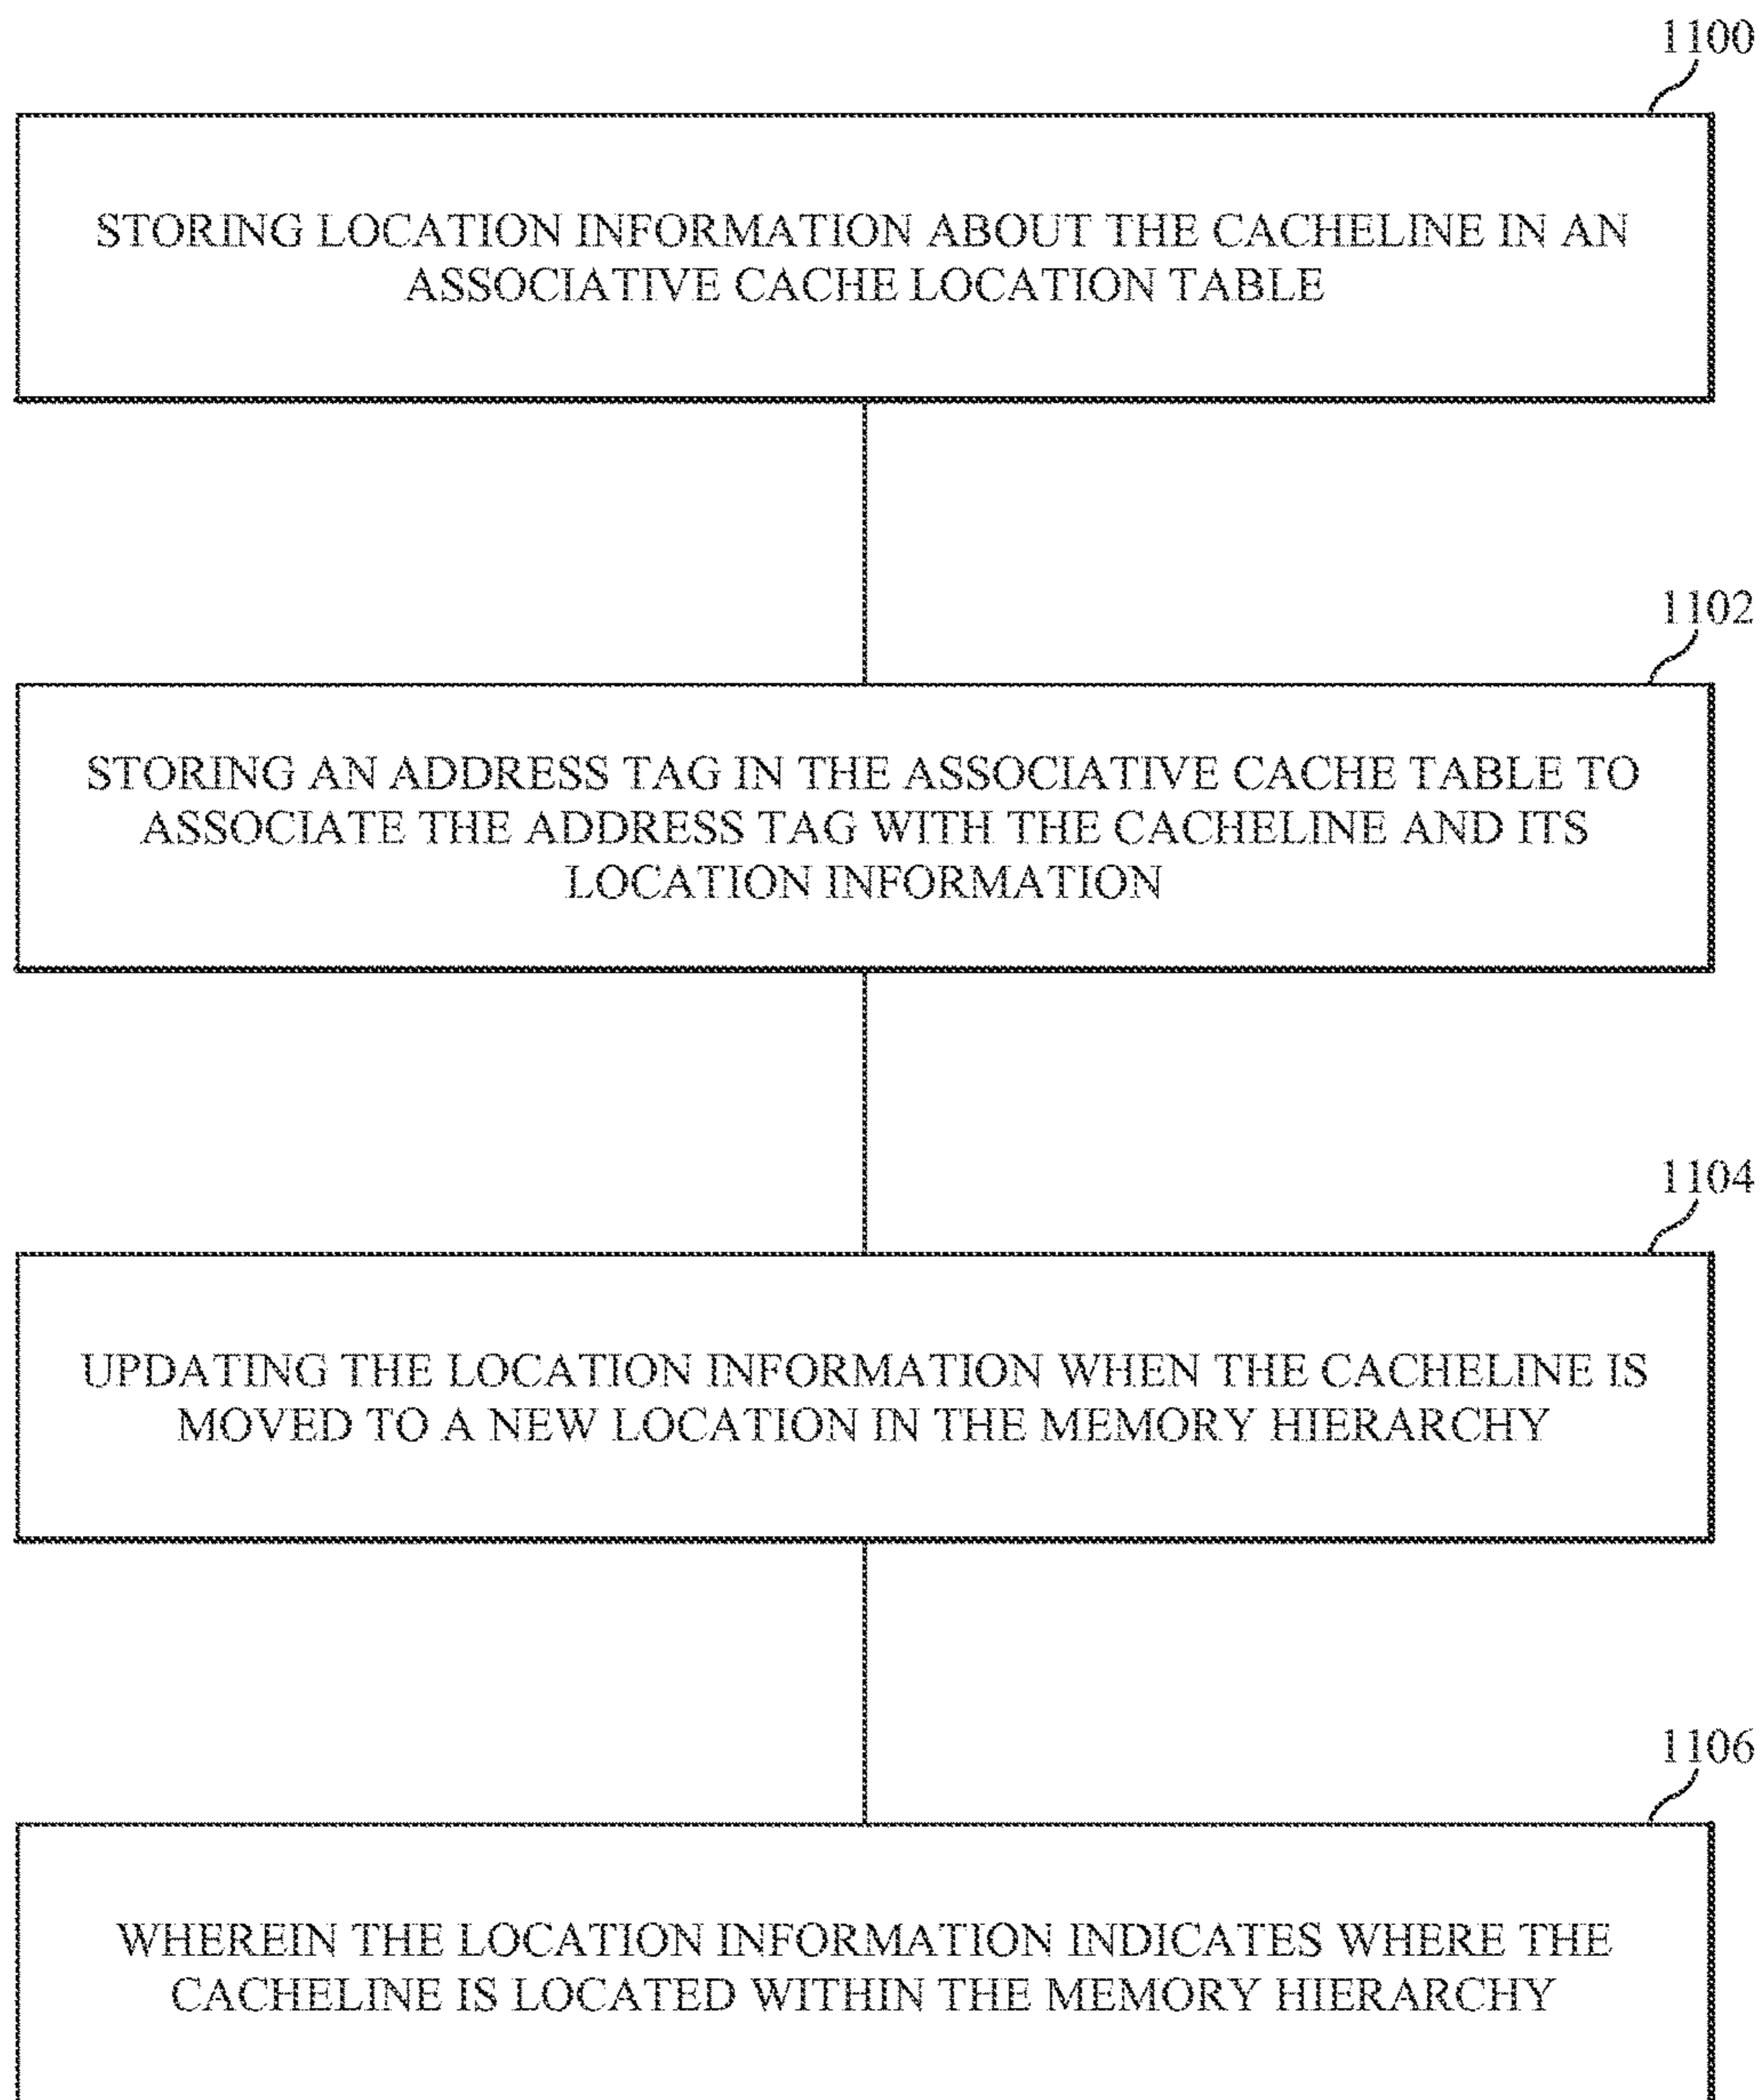 1100
STORING LOCATION INFORMATION ABOUT THE CACHELINE IN AN
ASSOCIATIVE CACHE LOCATION TABLE
1102
STORING AN ADDRESS TAG IN THE ASSOCIATIVE CACHE TABLE TO
ASSOCIATE THE ADDRESS TAG WITH THE CACHELINE AND ITS
LOCATION INFORMATION
1104
UPDATING THE LOCATION INFORMATION WHEN THE CACHELINE IS
MOVED TO A NEW LOCATION IN THE MEMORY HIERARCHY
1106
WHEREIN THE LOCATION INFORMATION INDICATES WHERE THE
CACHELINE IS LOCATED WITHIN THE MEMORY HIERARCHY